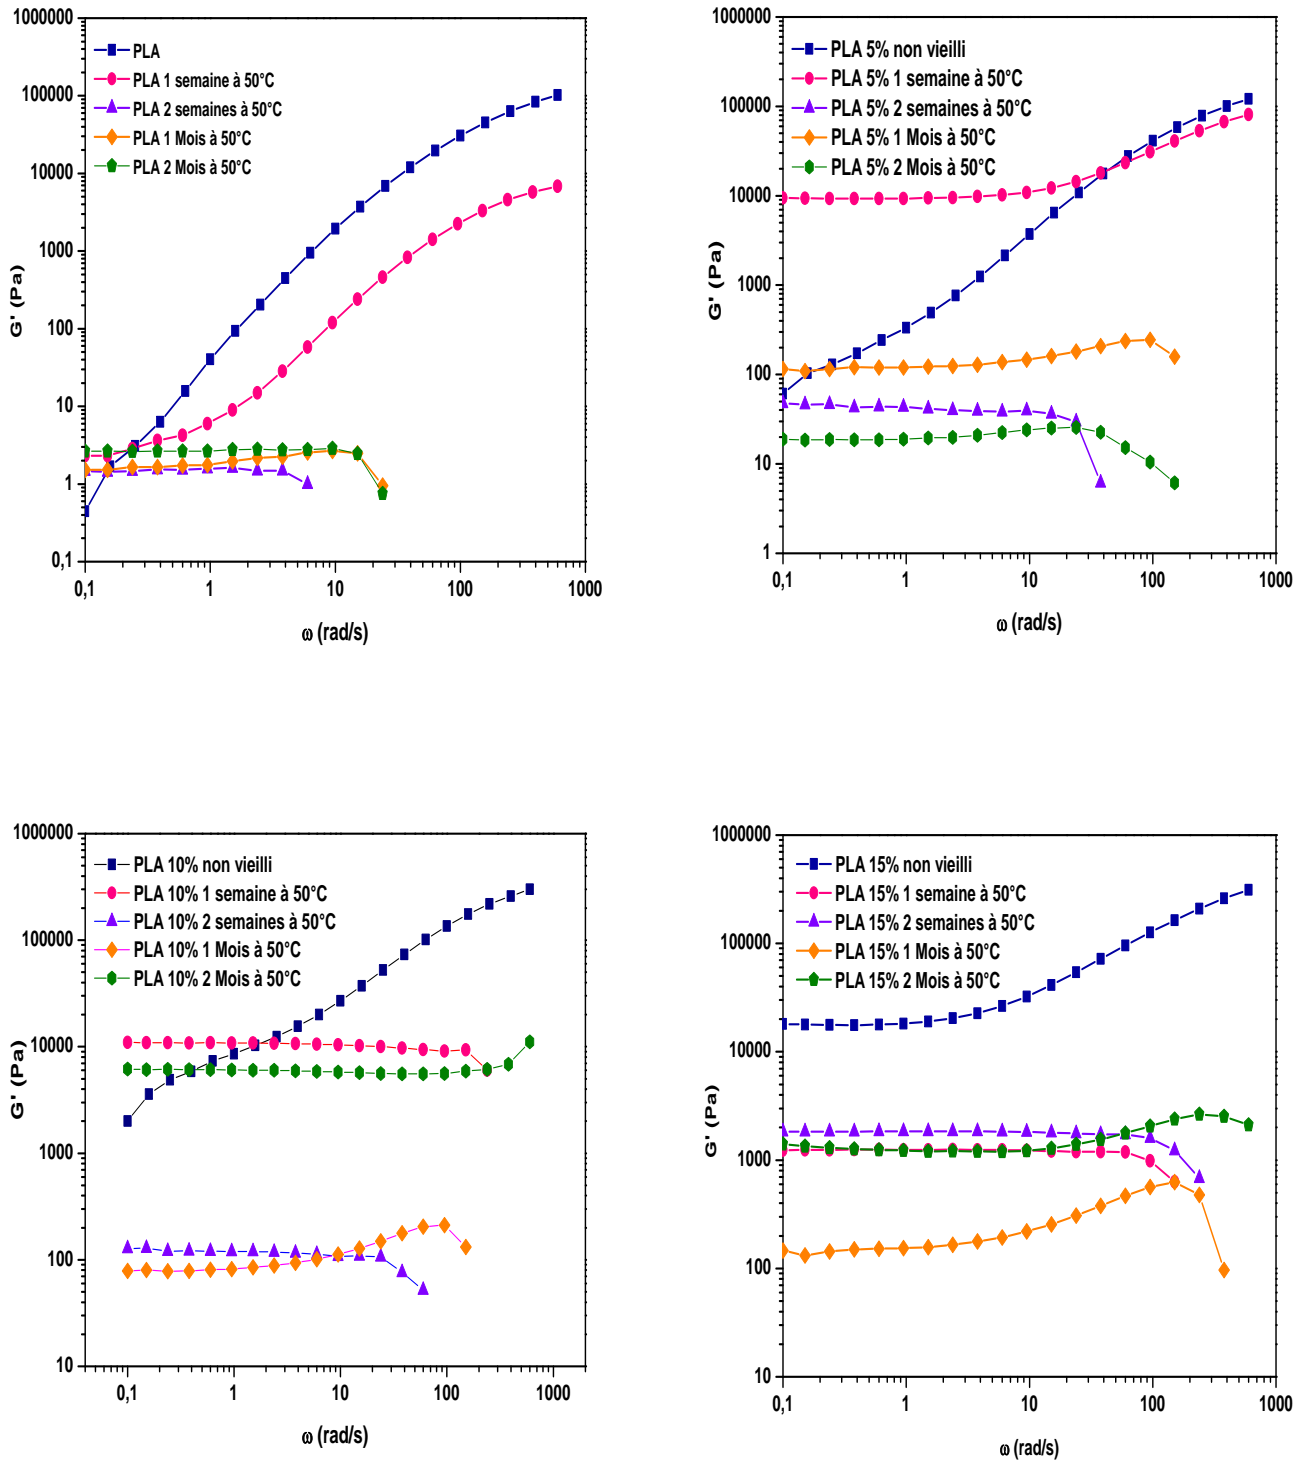 1000000
100000
10000
1000
100
10
1
0,1
G' (Pa)
PLA
PLA 1 semaine à 50°C
PLA 2 semaines à 50°C
PLA 1 Mois à 50°C
PLA 2 Mois à 50°C
0,1 1 10 100 1000
ω (rad/s)
1000000
100000
10000
1000
100
10
1
G' (Pa)
PLA 5% non vieilli
PLA 5% 1 semaine à 50°C
PLA 5% 2 semaines à 50°C
PLA 5% 1 Mois à 50°C
PLA 5% 2 Mois à 50°C
0,1 1 10 100 1000
ω (rad/s)
1000000
100000
10000
1000
100
10
G' (Pa)
PLA 10% non vieilli
PLA 10% 1 semaine à 50°C
PLA 10% 2 semaines à 50°C
PLA 10% 1 Mois à 50°C
PLA 10% 2 Mois à 50°C
0,1 1 10 100 1000
ω (rad/s)
1000000
100000
10000
1000
100
10
G' (Pa)
PLA 15% non vieilli
PLA 15% 1 semaine à 50°C
PLA 15% 2 semaines à 50°C
PLA 15% 1 Mois à 50°C
PLA 15% 2 Mois à 50°C
0,1 1 10 100 1000
ω (rad/s)